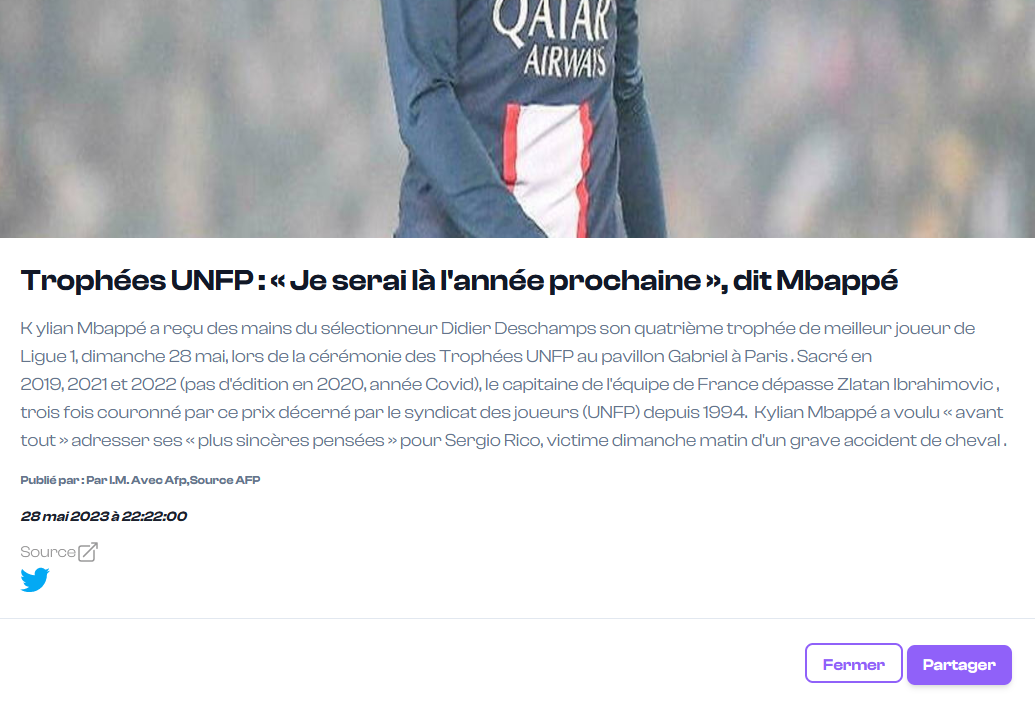 QATAR
AIRWAYS
Trophées UNFP : « Je serai là l'année prochaine », dit Mbappé
K ylian Mbappé a reçu des mains du sélectionneur Didier Deschamps son quatrième trophée de meilleur joueur de
Ligue 1, dimanche 28 mai, lors de la cérémonie des Trophées UNFP au pavillon Gabriel à Paris . Sacré en
2019, 2021 et 2022 (pas d'édition en 2020, année Covid), le capitaine de l'équipe de France dépasse Zlatan Ibrahimovic ,
trois fois couronné par ce prix décerné par le syndicat des joueurs (UNFP) depuis 1994.  Kylian Mbappé a voulu « avant
tout » adresser ses « plus sincères pensées » pour Sergio Rico, victime dimanche matin d'un grave accident de cheval .
Publié par : Par I.M. Avec Afp,Source AFP
28 mai 2023 à 22:22:00
Source
Fermer Partager